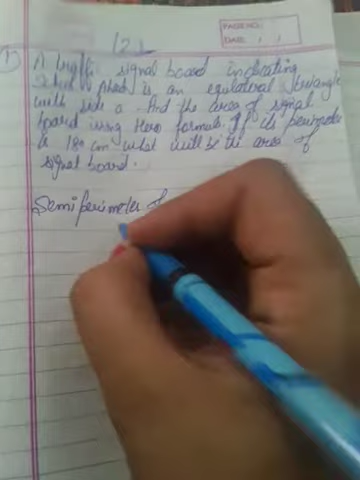 PAGE NO.:
DATE: / /
12.1
1) A traffic signal board indicating
ahead is an equilateral triangle
with side a. find the area of signal
board using Hero formula. If its perimeter
is 180 cm what will be the area of
signal board.
Semiperimeter of